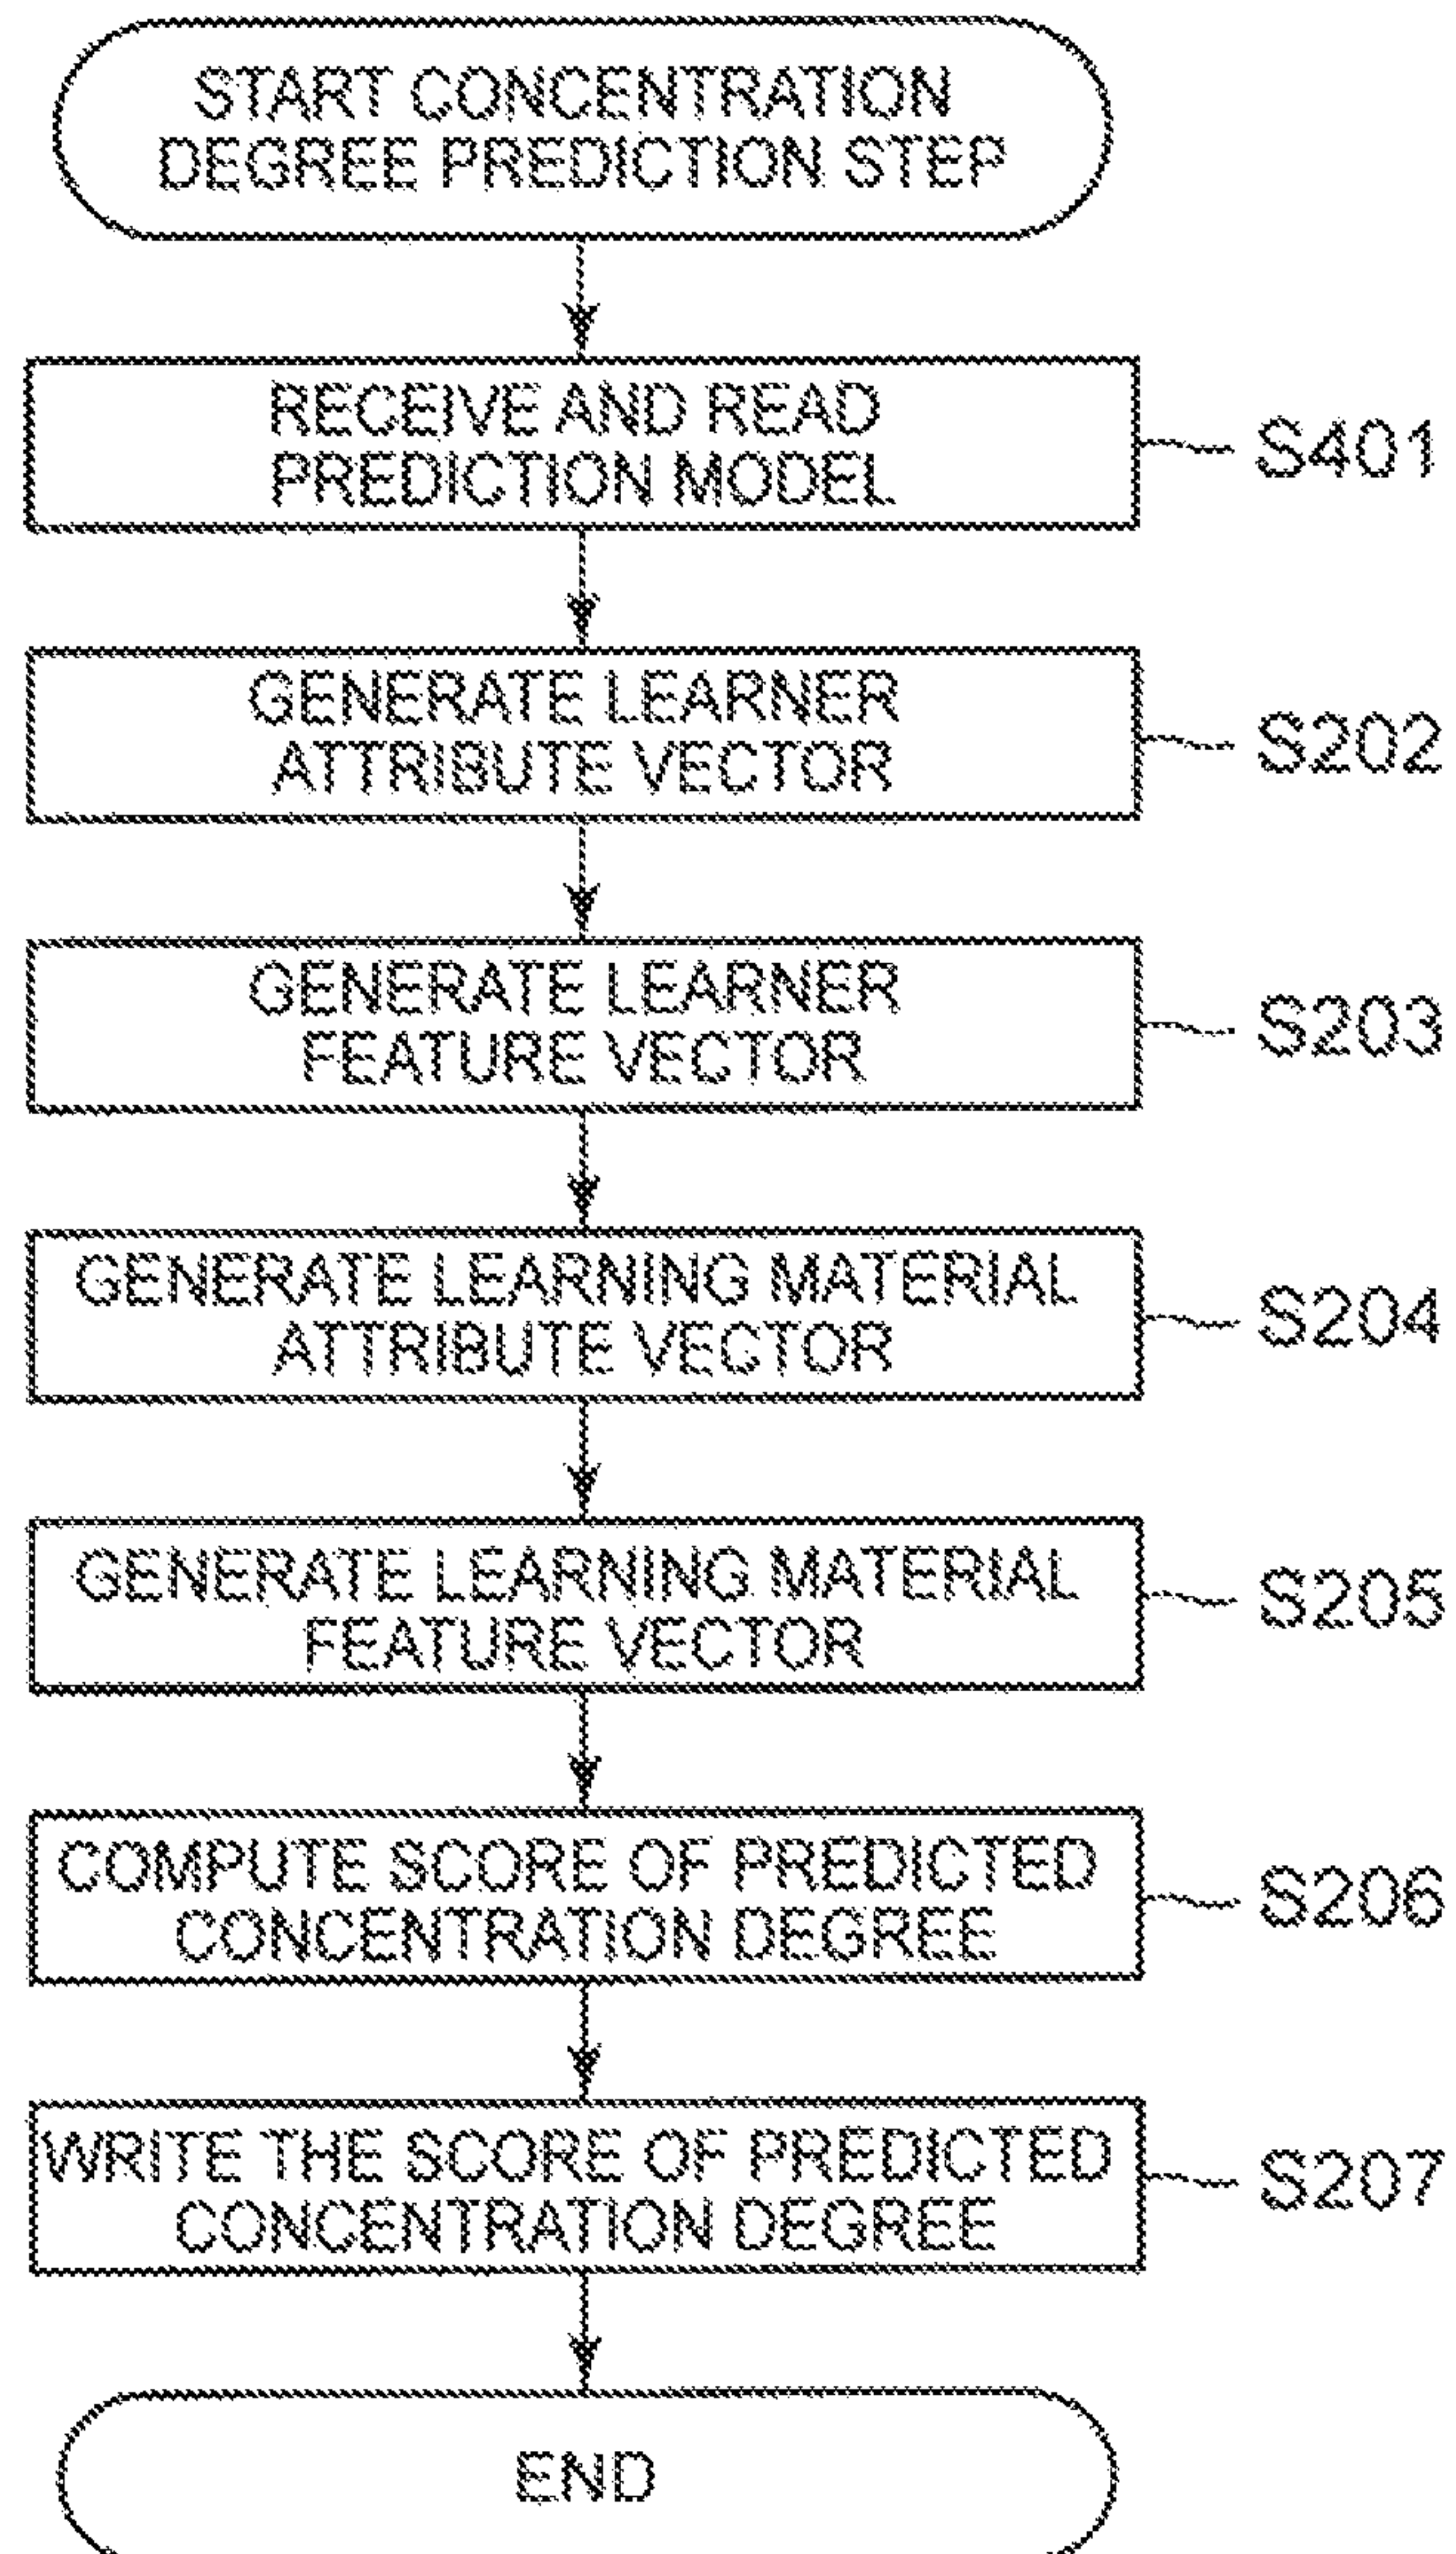 START CONCENTRATION
DEGREE PREDICTION STEP
RECEIVE AND READ
PREDICTION MODEL
S401
GENERATE LEARNER
ATTRIBUTE VECTOR
S202
GENERATE LEARNER
FEATURE VECTOR
S203
GENERATE LEARNING MATERIAL
ATTRIBUTE VECTOR
S204
GENERATE LEARNING MATERIAL
FEATURE VECTOR
S205
COMPUTE SCORE OF PREDICTED
CONCENTRATION DEGREE
S206
WRITE THE SCORE OF PREDICTED
CONCENTRATION DEGREE
S207
END